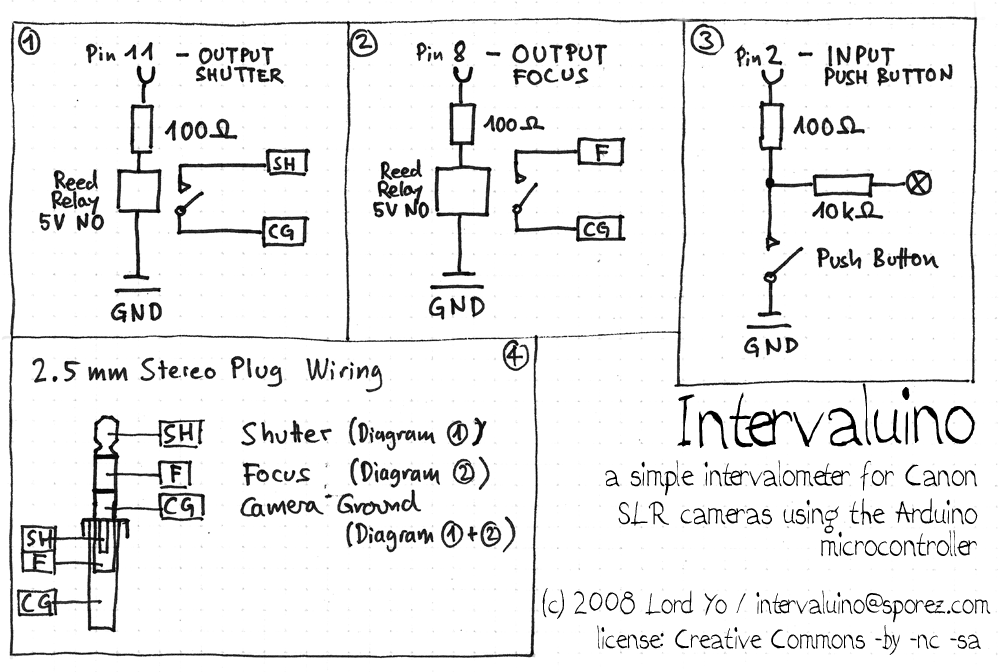 ①
Pin 11 - OUTPUT
SHUTTER
100Ω
Reed
Relay
5V NO
SH
CG
GND
②
Pin 8 - OUTPUT
FOCUS
100Ω
Reed
Relay
5V NO
F
CG
GND
③
Pin 2 - INPUT
PUSH BUTTON
100Ω
10kΩ
Push Button
GND
④
2.5 mm Stereo Plug Wiring
SH Shutter (Diagram ①)
F Focus (Diagram ②)
CG Camera-Ground
(Diagram ①+②)
SH
F
CG
Intervaluino
a simple intervalometer for Canon
SLR cameras using the Arduino
microcontroller
(c) 2008 Lord Yo / intervaluino@sporez.com
license: Creative Commons -by -nc -sa